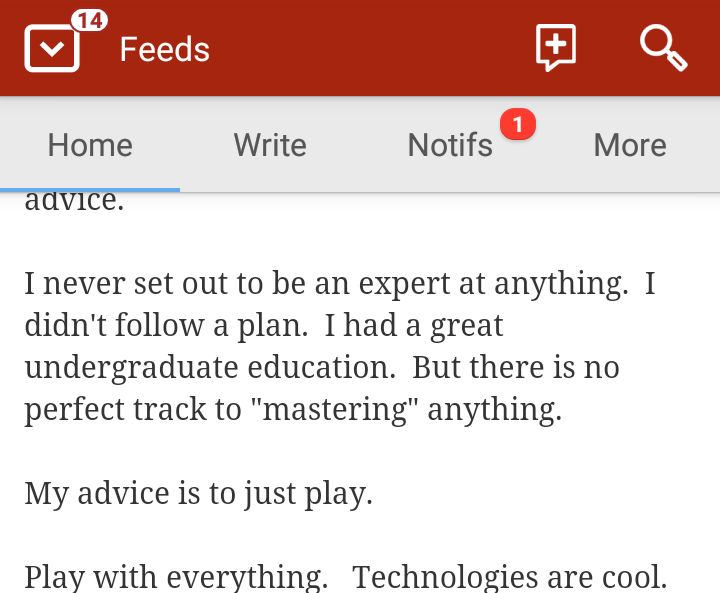 14
Feeds
Home Write Notifs 1 More
advice.
I never set out to be an expert at anything.  I
didn't follow a plan.  I had a great
undergraduate education.  But there is no
perfect track to "mastering" anything.
My advice is to just play.
Play with everything.   Technologies are cool.